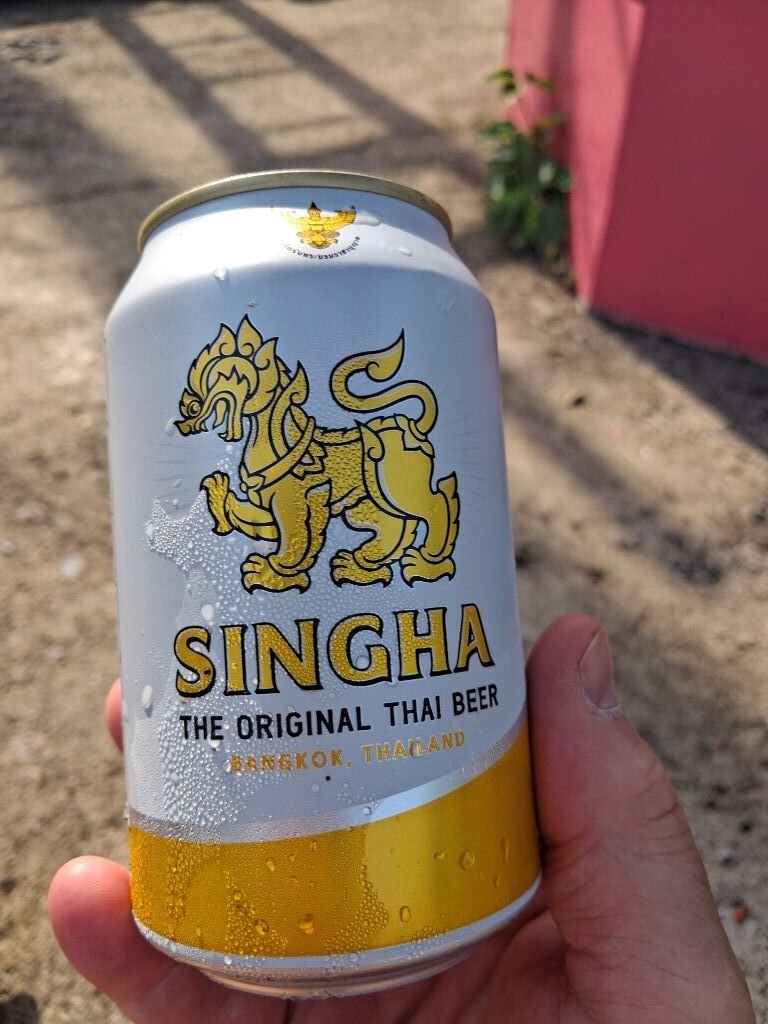 SINGHA
THE ORIGINAL THAI BEER
BANGKOK, THAILAND